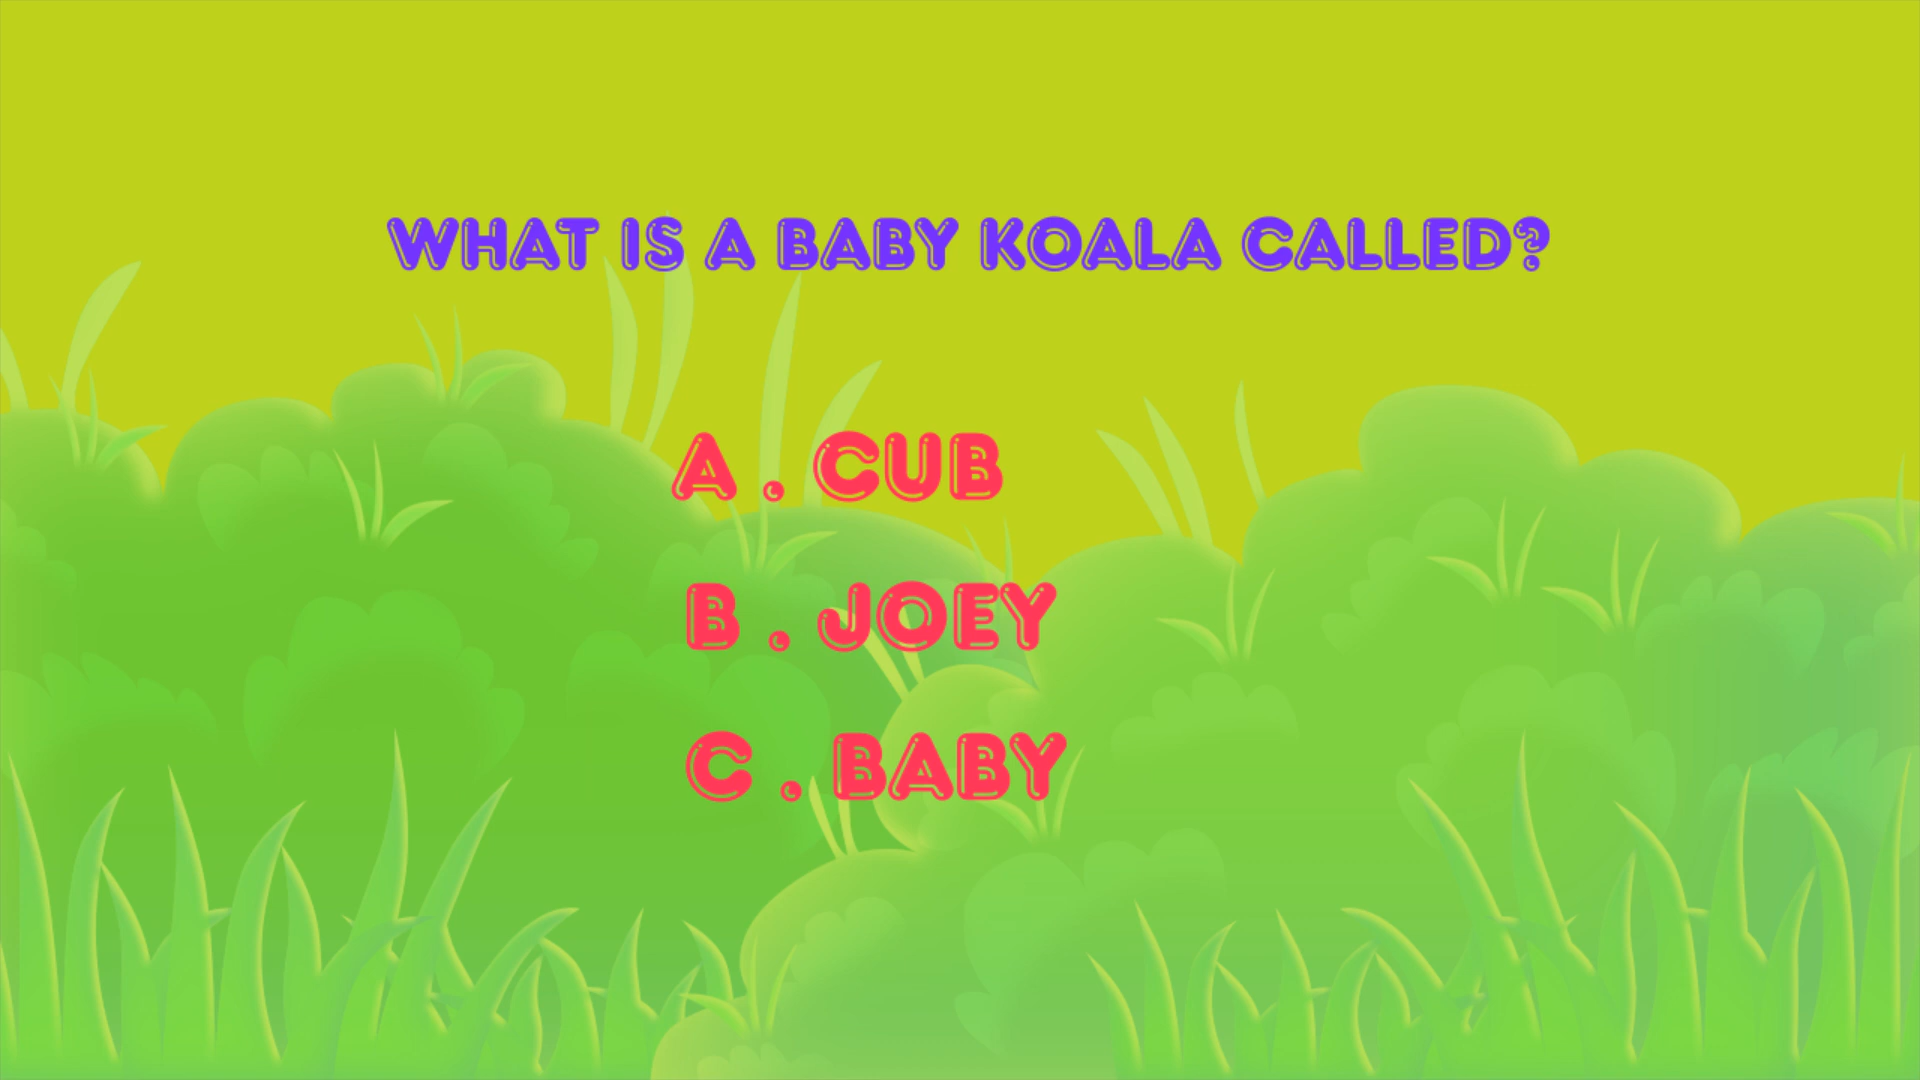 WHAT IS A BABY KOALA CALLED?
A . CUB
B . JOEY
C . BABY